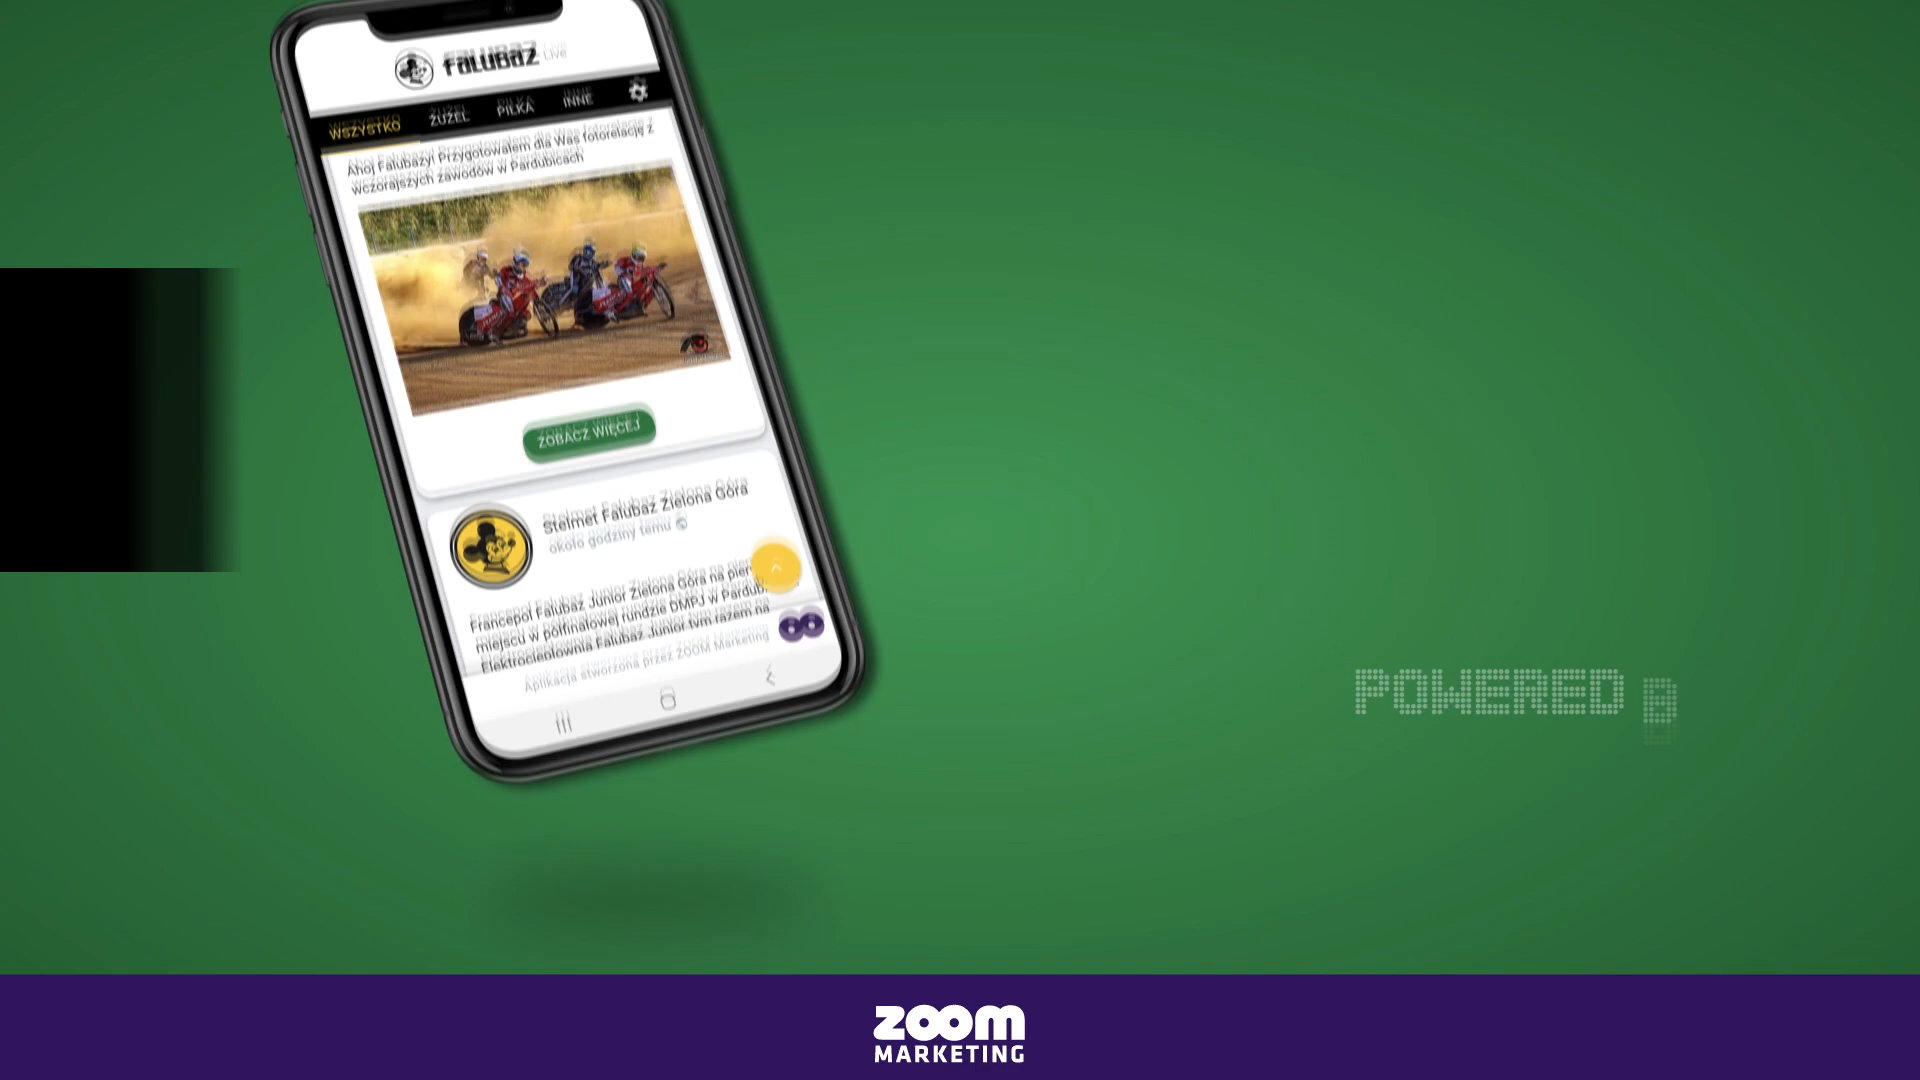 faLUBaZ Live
WSZYSTKO ŻUŻEL PIŁKA INNE
Ahoj Falubazy! Przygotowałem dla Was fotorelację z
wczorajszych zawodów w Pardubicach
ZOBACZ WIĘCEJ
Stelmet Falubaz Zielona Góra
około godziny temu
Francepol Falubaz Junior Zielona Góra na
miejscu w półfinałowej rundzie DMPJ w
Elektrociepłownia Falubaz Junior tym razem na
Aplikacja stworzona przez ZOOM Marketing
POWERED
ZOOM
MARKETING